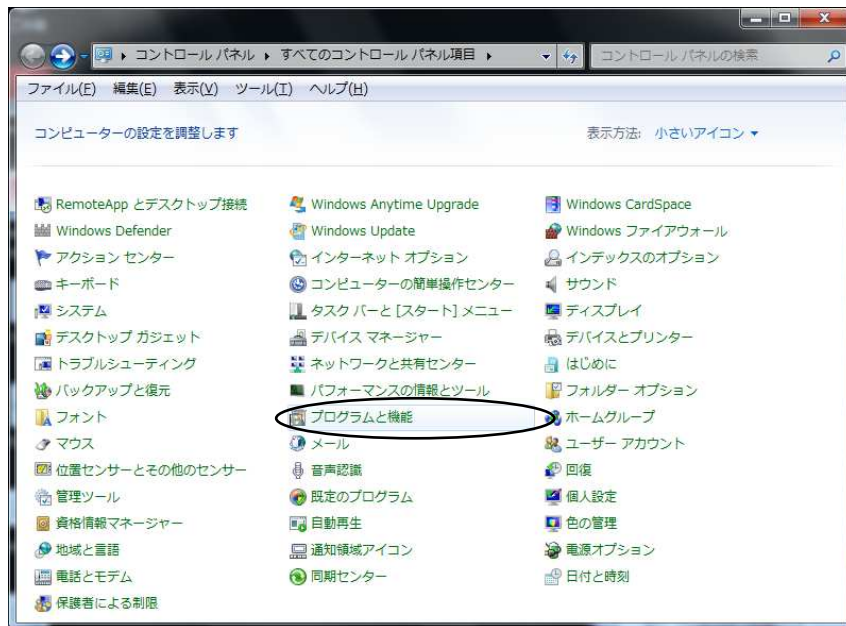 コントロール パネル ▸ すべてのコントロール パネル項目 ▸ コントロール パネルの検索
ファイル(F) 編集(E) 表示(V) ツール(T) ヘルプ(H)
コンピューターの設定を調整します 表示方法: 小さいアイコン
RemoteApp とデスクトップ接続 Windows Anytime Upgrade Windows CardSpace
Windows Defender Windows Update Windows ファイアウォール
アクション センター インターネット オプション インデックスのオプション
キーボード コンピューターの簡単操作センター サウンド
システム タスク バーと [スタート] メニュー ディスプレイ
デスクトップ ガジェット デバイス マネージャー デバイスとプリンター
トラブルシューティング ネットワークと共有センター はじめに
バックアップと復元 パフォーマンスの情報とツール フォルダー オプション
フォント プログラムと機能 ホームグループ
マウス メール ユーザー アカウント
位置センサーとその他のセンサー 音声認識 回復
管理ツール 既定のプログラム 個人設定
資格情報マネージャー 自動再生 色の管理
地域と言語 通知領域アイコン 電源オプション
電話とモデム 同期センター 日付と時刻
保護者による制限